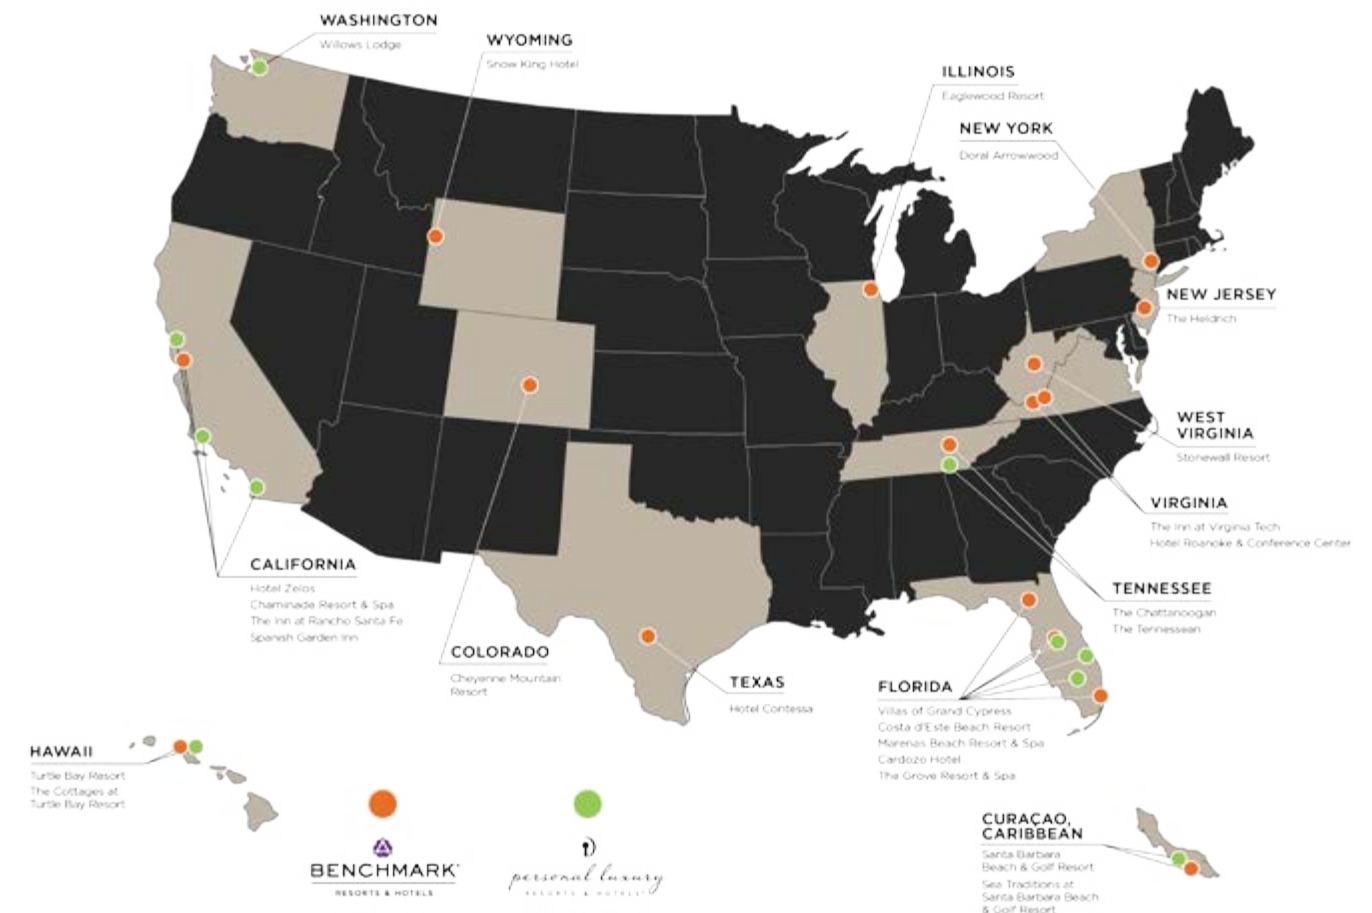 WASHINGTON
Willows Lodge
WYOMING
Snow King Hotel
ILLINOIS
Eaglewood Resort
NEW YORK
Doral Arrowwood
NEW JERSEY
The Heldrich
WEST
VIRGINIA
Stonewall Resort
VIRGINIA
The Inn at Virginia Tech
Hotel Roanoke & Conference Center
TENNESSEE
The Chattanoogan
The Tennessean
CALIFORNIA
Hotel Zelos
Chaminade Resort & Spa
The Inn at Rancho Santa Fe
Spanish Garden Inn
COLORADO
Cheyenne Mountain
Resort
TEXAS
Hotel Contessa
FLORIDA
Villas of Grand Cypress
Costa d'Este Beach Resort
Marenas Beach Resort & Spa
Cardozo Hotel
The Grove Resort & Spa
HAWAII
Turtle Bay Resort
The Cottages at
Turtle Bay Resort
CURAÇAO,
CARIBBEAN
Santa Barbara
Beach & Golf Resort
Sea Traditions at
Santa Barbara Beach
& Golf Resort
BENCHMARK
RESORTS & HOTELS
personal luxury
RESORTS & HOTELS